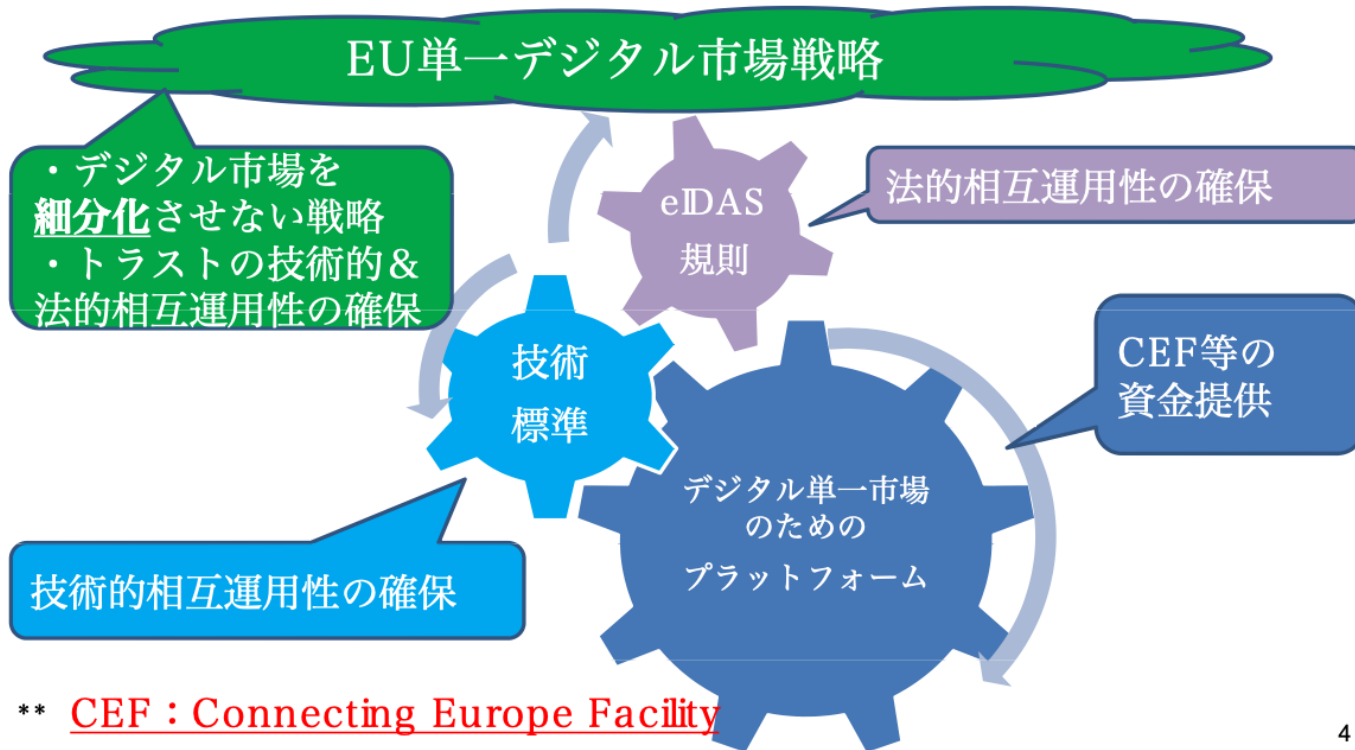 EU単一デジタル市場戦略
・デジタル市場を
細分化させない戦略
・トラストの技術的＆
法的相互運用性の確保
eIDAS
規則
法的相互運用性の確保
技術
標準
CEF等の
資金提供
デジタル単一市場
のための
プラットフォーム
技術的相互運用性の確保
** CEF：Connecting Europe Facility
4